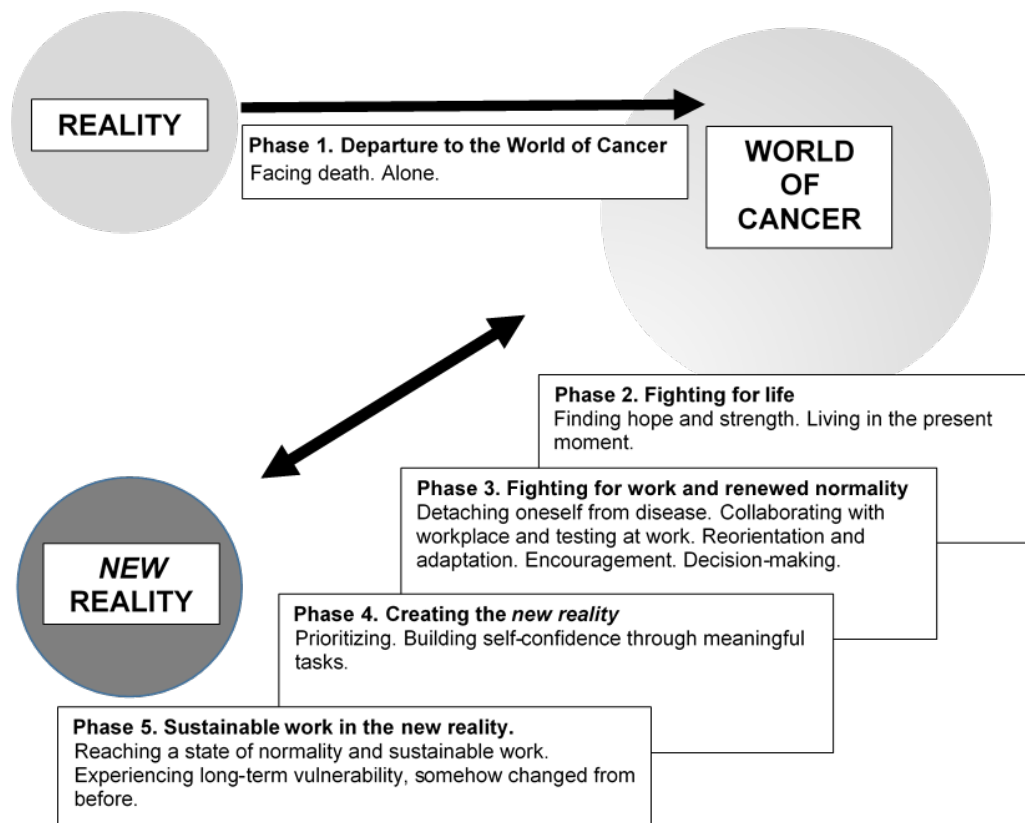 REALITY
Phase 1. Departure to the World of Cancer
Facing death. Alone.
WORLD
OF
CANCER
Phase 2. Fighting for life
Finding hope and strength. Living in the present
moment.
Phase 3. Fighting for work and renewed normality
Detaching oneself from disease. Collaborating with
workplace and testing at work. Reorientation and
adaptation. Encouragement. Decision-making.
NEW
REALITY
Phase 4. Creating the new reality
Prioritizing. Building self-confidence through meaningful
tasks.
Phase 5. Sustainable work in the new reality.
Reaching a state of normality and sustainable work.
Experiencing long-term vulnerability, somehow changed from
before.